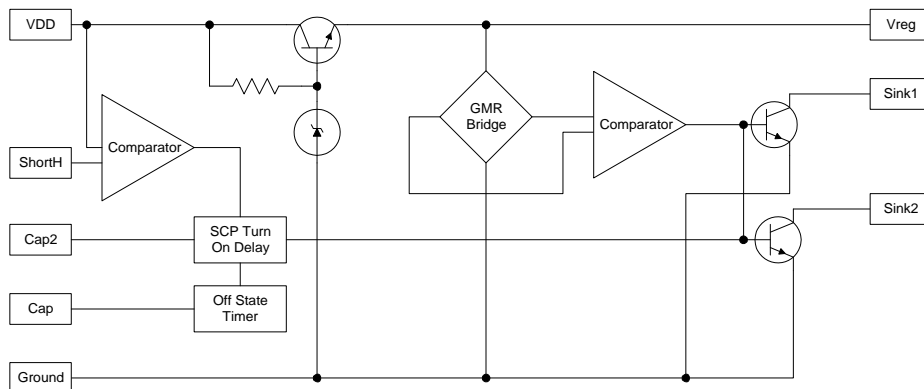 VDD
Vreg
GMR
Bridge
Comparator
Sink1
Comparator
ShortH
Sink2
Cap2
SCP Turn
On Delay
Cap
Off State
Timer
Ground